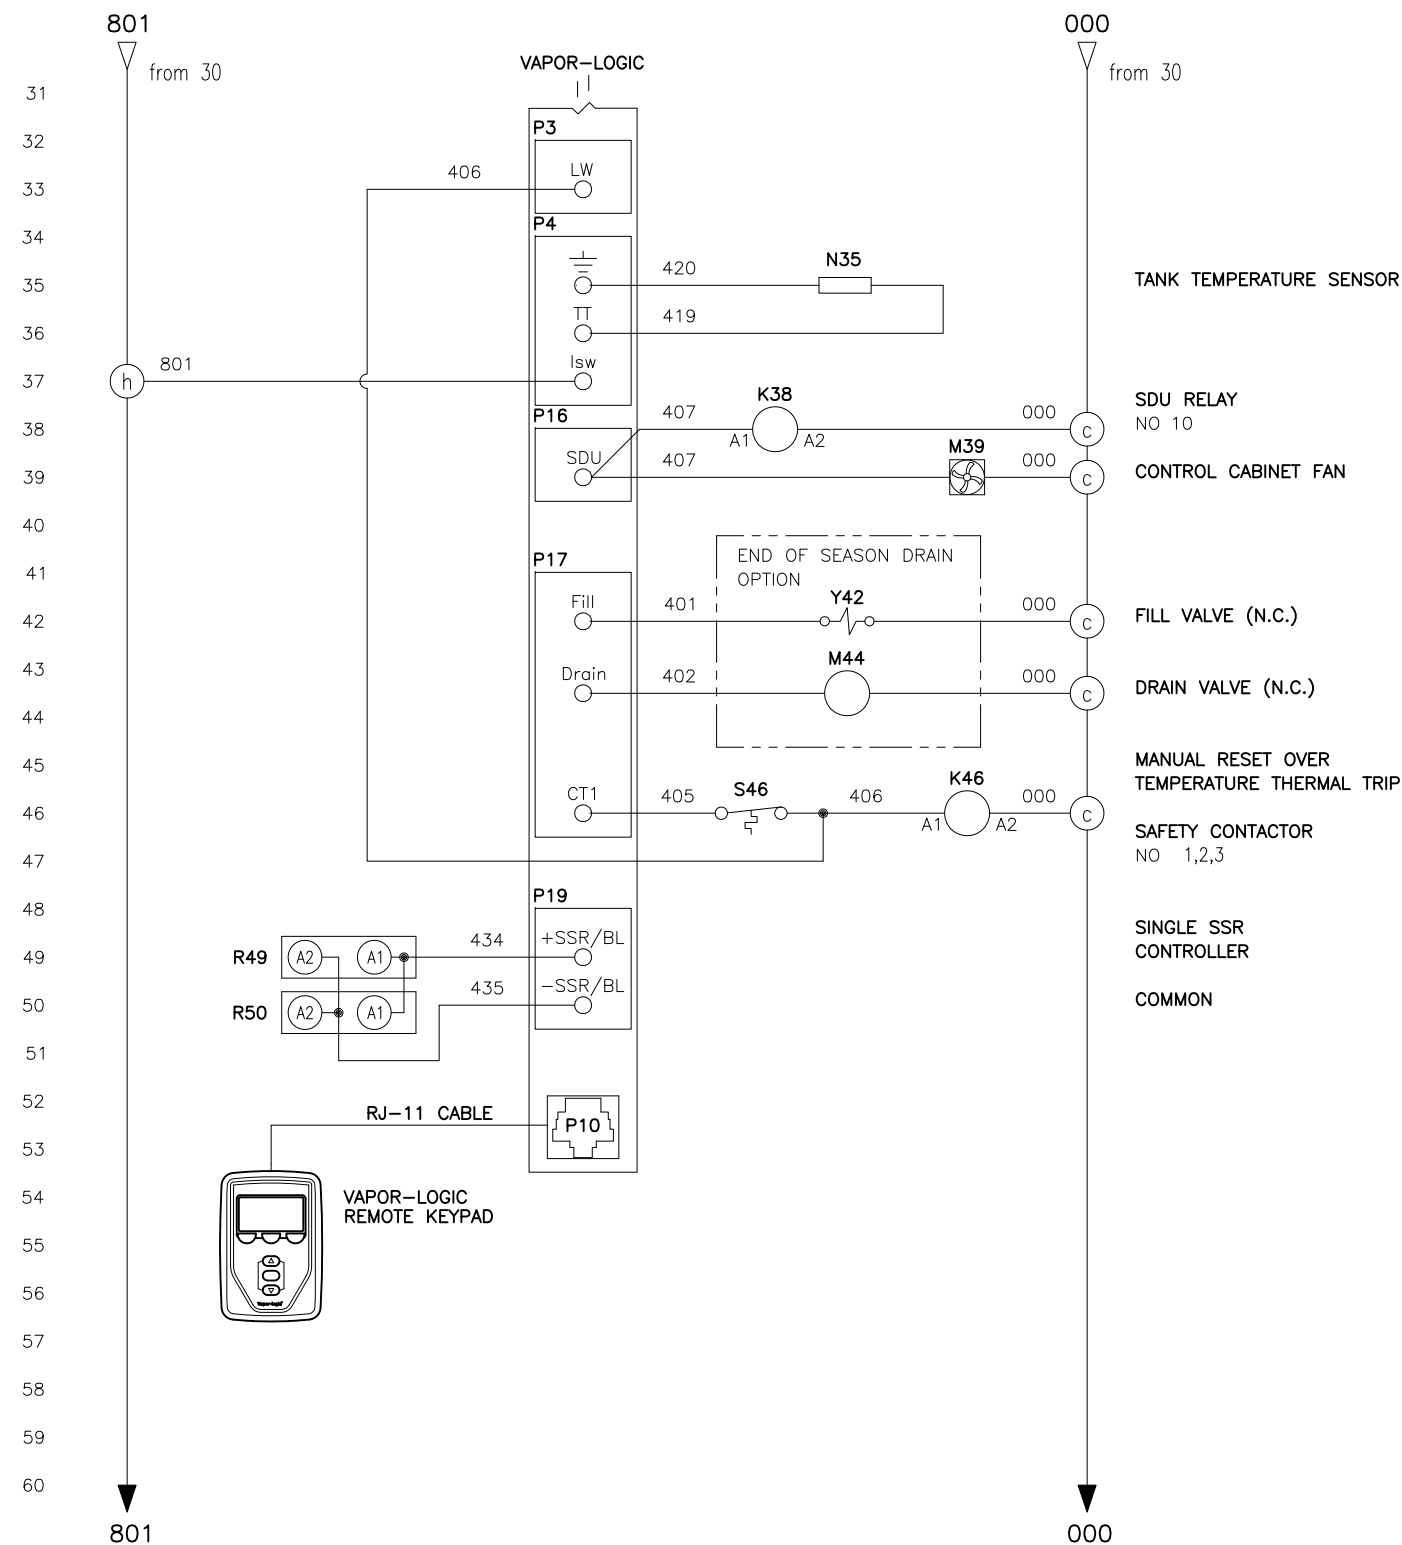 801
000
from 30
from 30
VAPOR-LOGIC
31
P3
32
LW
406
33
P4
34
N35
420
TANK TEMPERATURE SENSOR
35
TT
419
36
Isw
801
h
37
K38
SDU RELAY
P16
407
000
NO 10
38
A1
A2
c
M39
SDU
407
000
CONTROL CABINET FAN
39
c
40
END OF SEASON DRAIN
P17
OPTION
41
Y42
Fill
401
000
FILL VALVE (N.C.)
42
c
M44
43
Drain
402
000
DRAIN VALVE (N.C.)
c
44
MANUAL RESET OVER
45
TEMPERATURE THERMAL TRIP
K46
S46
CT1
405
406
000
46
A1
A2
c
SAFETY CONTACTOR
NO 1,2,3
47
P19
48
SINGLE SSR
+SSR/BL
434
CONTROLLER
R49
A2
A1
49
-SSR/BL
435
COMMON
50
R50
A2
A1
51
52
RJ-11 CABLE
P10
53
54
VAPOR-LOGIC
REMOTE KEYPAD
55
56
Vapor-logic
57
58
59
60
801
000